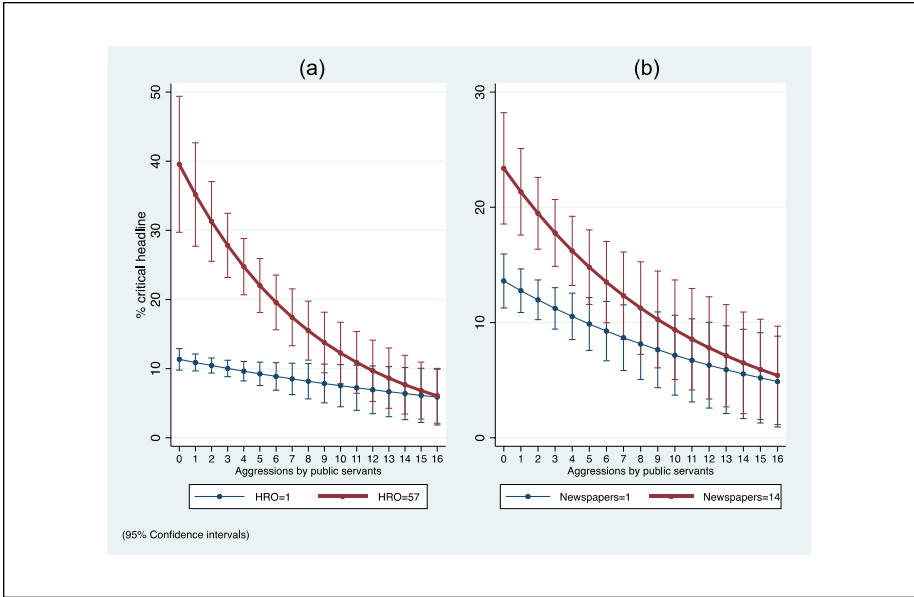 (a)
(b)
% critical headline
50
40
30
20
10
0
30
20
10
0
0 1 2 3 4 5 6 7 8 9 10 11 12 13 14 15 16
0 1 2 3 4 5 6 7 8 9 10 11 12 13 14 15 16
Aggressions by public servants
Aggressions by public servants
HRO=1 HRO=57
Newspapers=1 Newspapers=14
(95% Confidence intervals)